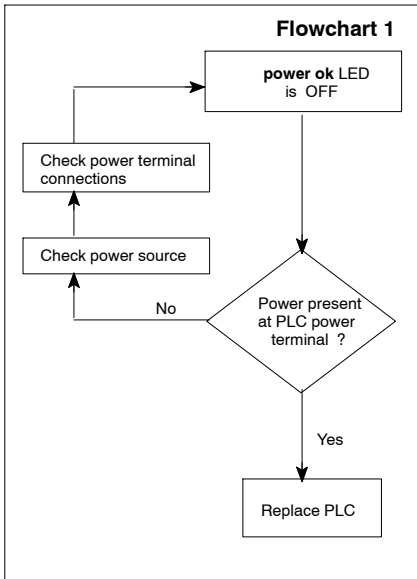 Flowchart 1
power ok LED
is OFF
Check power terminal
connections
Check power source
No
Power present
at PLC power
terminal ?
Yes
Replace PLC